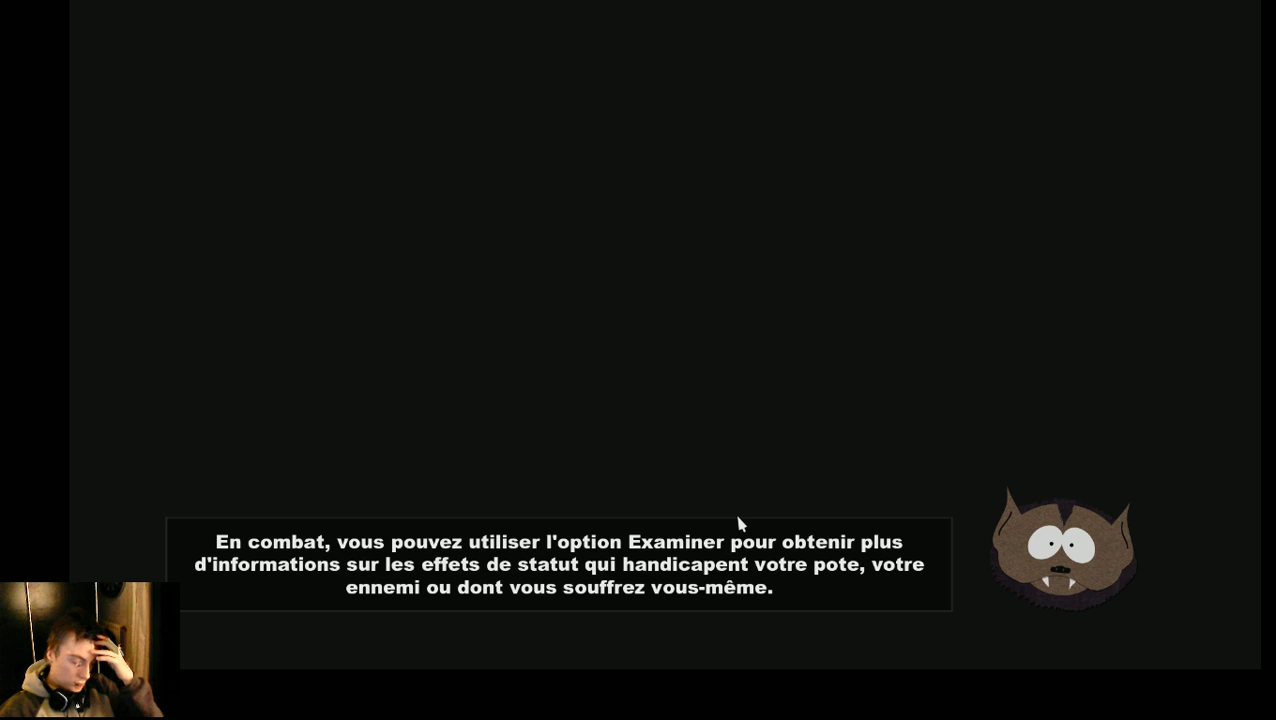 En combat, vous pouvez utiliser l'option Examiner pour obtenir plus
d'informations sur les effets de statut qui handicapent votre pote, votre
ennemi ou dont vous souffrez vous-même.